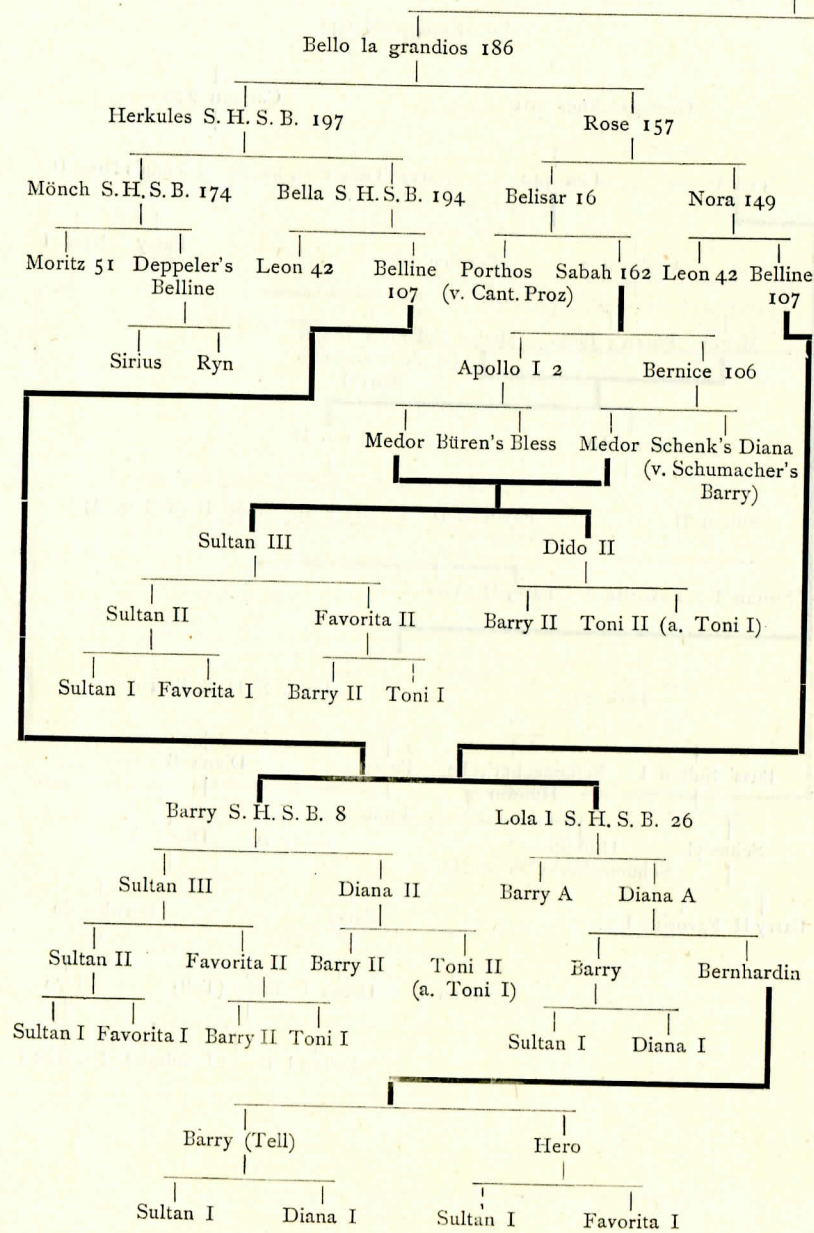 Bello la grandios 186
Herkules S. H. S. B. 197 Rose 157
Mönch S. H. S. B. 174 Bella S H. S. B. 194 Belisar 16 Nora 149
Moritz 51 Deppeler's Leon 42 Belline Porthos Sabah 162 Leon 42 Belline
Belline 107 (v. Cant. Proz) 107
Sirius Ryn Apollo I 2 Bernice 106
Medor Büren's Bless Medor Schenk's Diana
(v. Schumacher's
Barry)
Sultan III Dido II
Sultan II Favorita II Barry II Toni II (a. Toni I)
Sultan I Favorita I Barry II Toni I
Barry S. H. S. B. 8 Lola I S. H. S. B. 26
Sultan III Diana II Barry A Diana A
Sultan II Favorita II Barry II Toni II Barry Bernhardin
(a. Toni I)
Sultan I Favorita I Barry II Toni I Sultan I Diana I
Barry (Tell) Hero
Sultan I Diana I Sultan I Favorita I